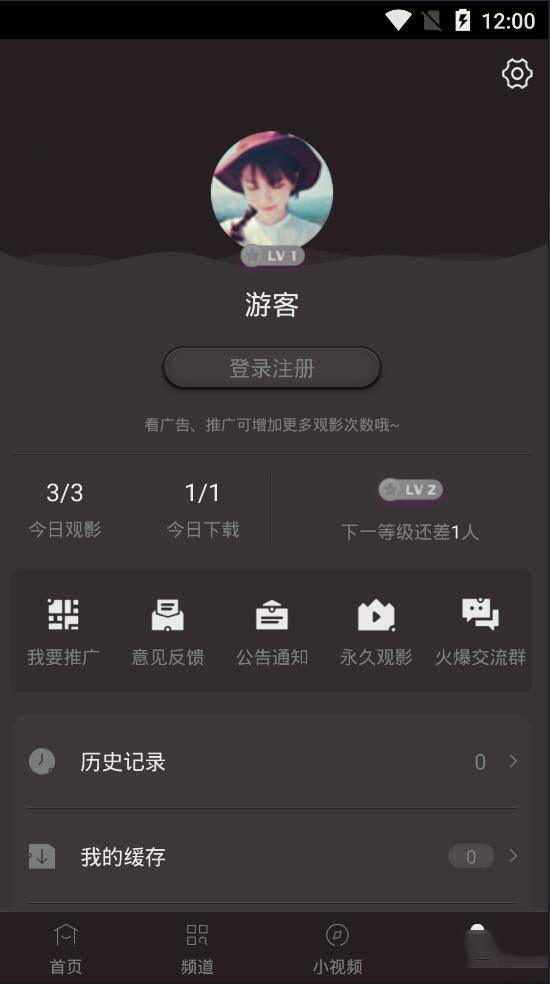 12:00
LV 1
游客
登录注册
看广告、推广可增加更多观影次数哦~
3/3 1/1 LV 2
今日观影 今日下载 下一等级还差1人
我要推广 意见反馈 公告通知 永久观影 火爆交流群
历史记录 0
我的缓存 0
首页 频道 小视频